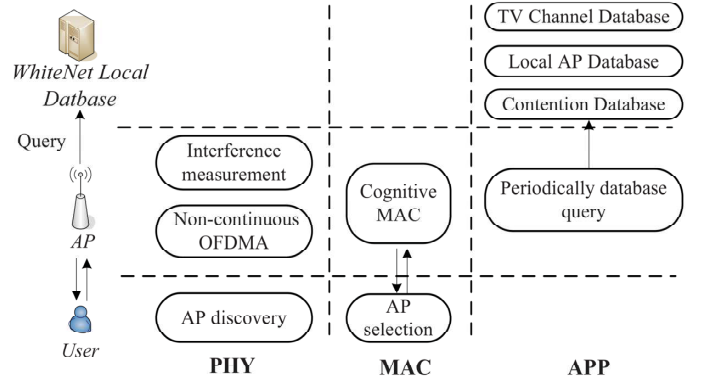 TV Channel Database
Local AP Database
Contention Database
WhiteNet Local
Datbase
Query
AP
User
Interference
measurement
Non-continuous
OFDMA
AP discovery
Cognitive
MAC
AP
selection
Periodically database
query
PIIY
MAC
APP